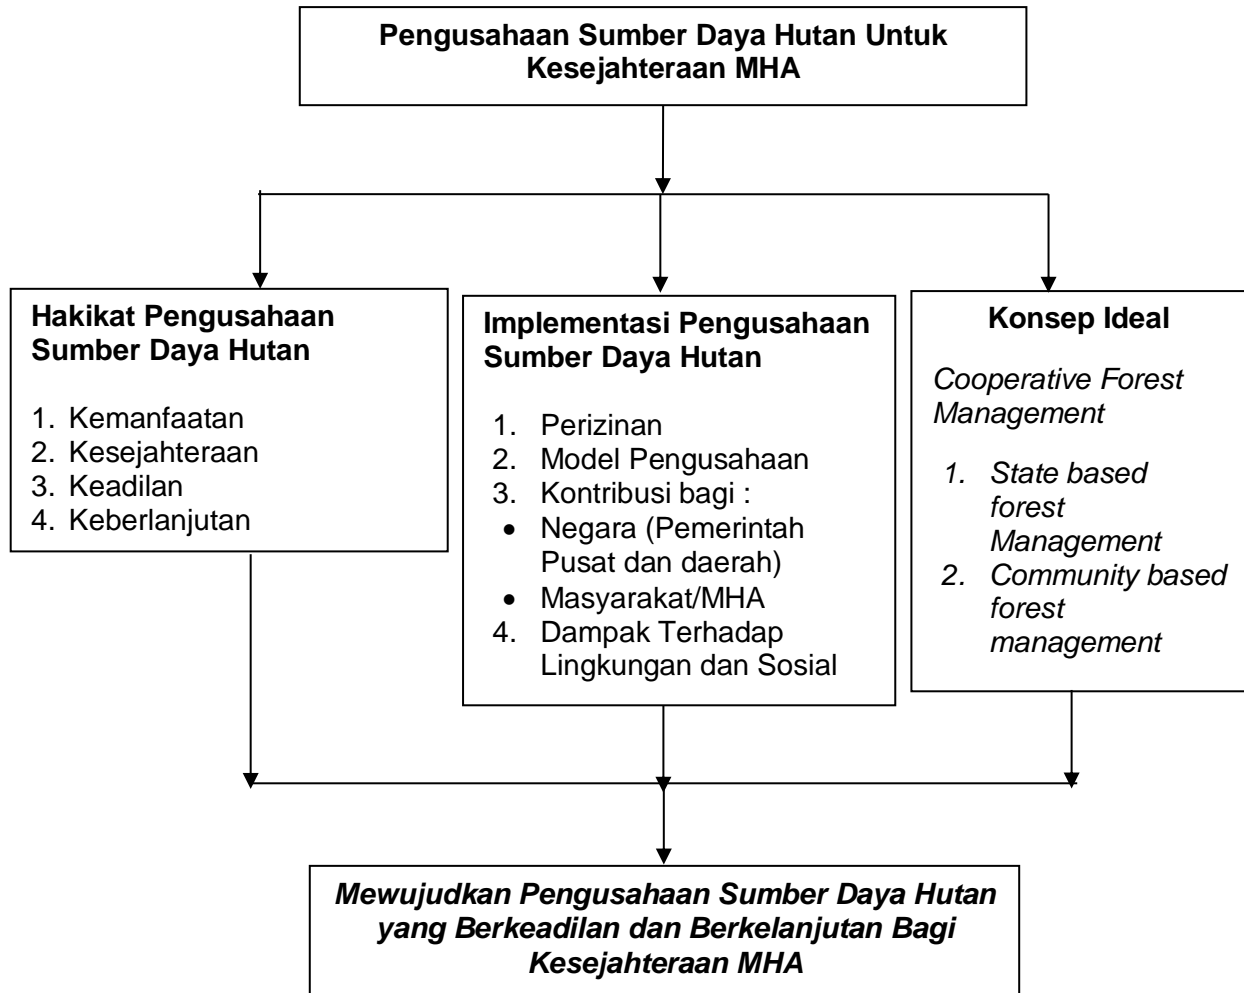 Pengusahaan Sumber Daya Hutan Untuk
Kesejahteraan MHA
Hakikat Pengusahaan
Sumber Daya Hutan
1. Kemanfaatan
2. Kesejahteraan
3. Keadilan
4. Keberlanjutan
Implementasi Pengusahaan
Sumber Daya Hutan
1. Perizinan
2. Model Pengusahaan
3. Kontribusi bagi :
• Negara (Pemerintah
Pusat dan daerah)
• Masyarakat/MHA
4. Dampak Terhadap
Lingkungan dan Sosial
Konsep Ideal
Cooperative Forest
Management
1. State based
forest
Management
2. Community based
forest
management
Mewujudkan Pengusahaan Sumber Daya Hutan
yang Berkeadilan dan Berkelanjutan Bagi
Kesejahteraan MHA